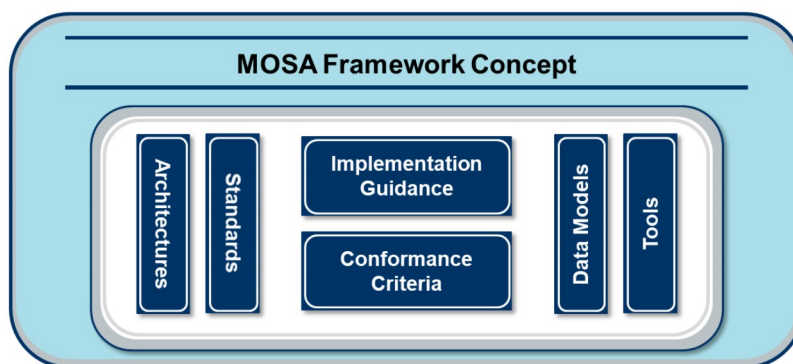 MOSA Framework Concept
Architectures
Standards
Implementation
Guidance
Conformance
Criteria
Data Models
Tools